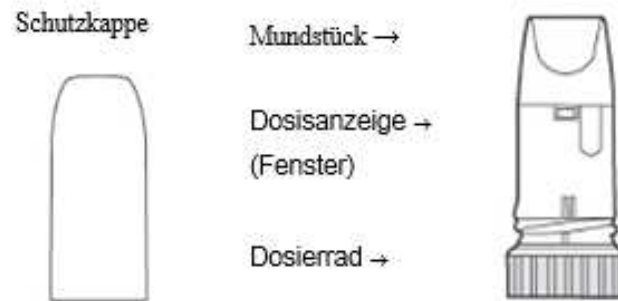 Schutzkappe
Mundstück →
Dosisanzeige →
(Fenster)
Dosierrad →